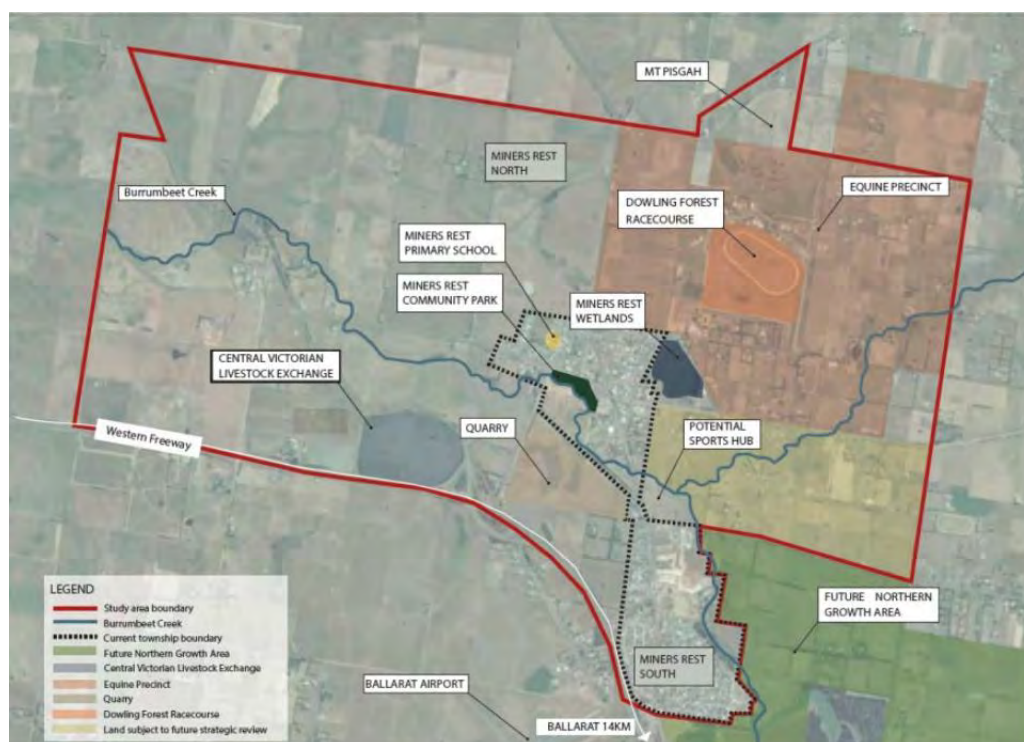 MT PISGAH
MINERS REST
NORTH
EQUINE PRECINCT
Burrumbeet Creek
DOWLING FOREST
RACECOURSE
MINERS REST
PRIMARY SCHOOL
MINERS REST
COMMUNITY PARK
MINERS REST
WETLANDS
CENTRAL VICTORIAN
LIVESTOCK EXCHANGE
QUARRY
POTENTIAL
SPORTS HUB
Western Freeway
FUTURE NORTHERN
GROWTH AREA
MINERS REST
SOUTH
BALLARAT AIRPORT
BALLARAT 14KM
LEGEND
Study area boundary
Burrumbeet Creek
Current township boundary
Future Northern Growth Area
Central Victorian Livestock Exchange
Equine Precinct
Quarry
Dowling Forest Racecourse
Land subject to future strategic review